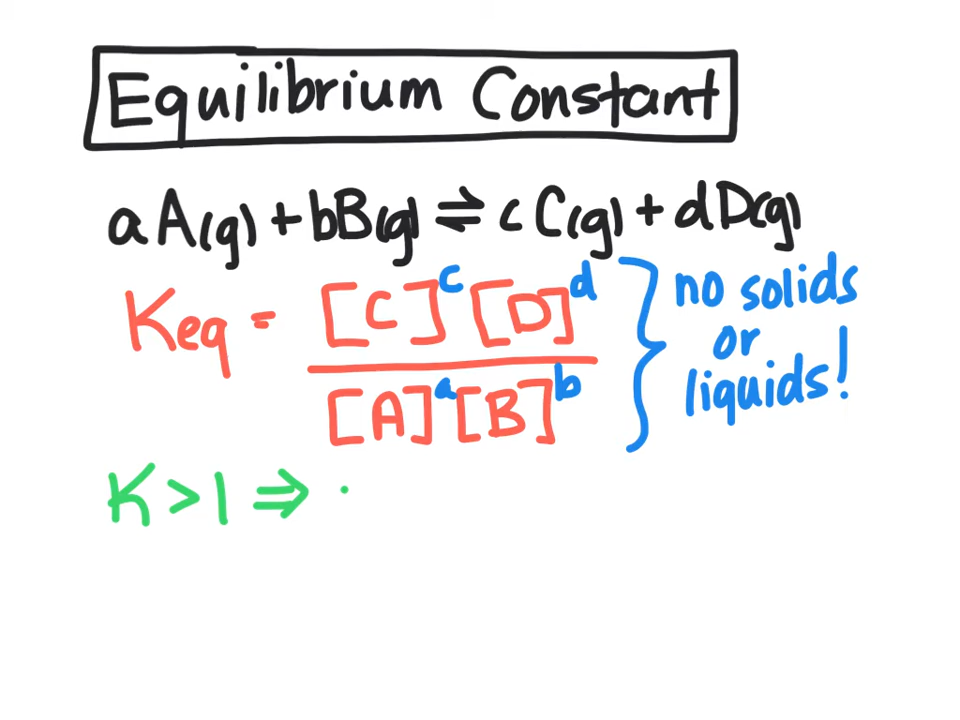 Equilibrium Constant
aA(g) + bB(g) ⇌ cC(g) + dD(g)
Keq = [C]^c [D]^d / [A]^a [B]^b } no solids or liquids!
K > 1 ⇒